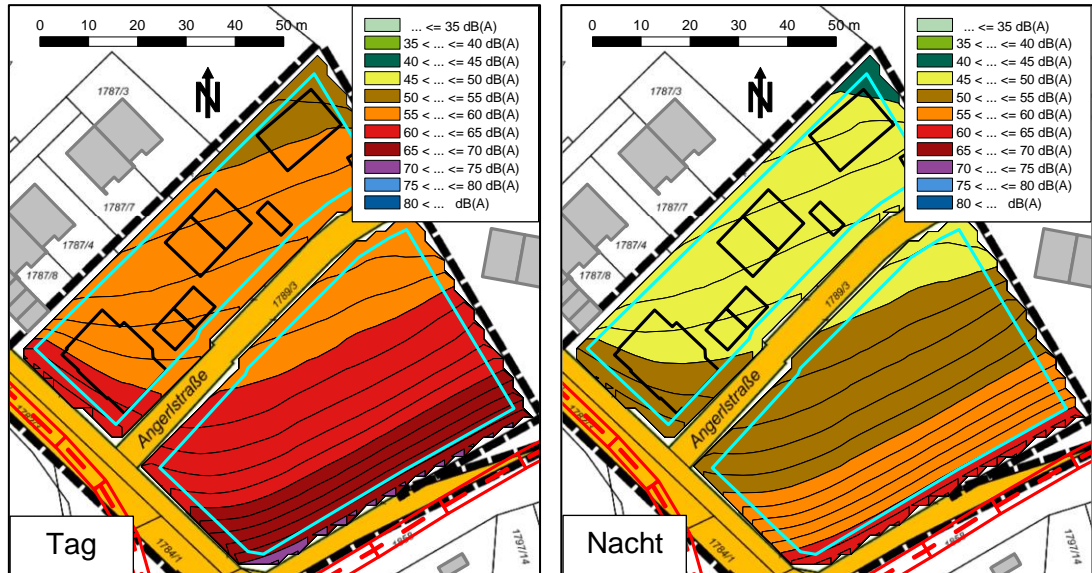 0 10 20 30 50 m
... <= 35 dB(A)
35 < ... <= 40 dB(A)
40 < ... <= 45 dB(A)
45 < ... <= 50 dB(A)
50 < ... <= 55 dB(A)
55 < ... <= 60 dB(A)
60 < ... <= 65 dB(A)
65 < ... <= 70 dB(A)
70 < ... <= 75 dB(A)
75 < ... <= 80 dB(A)
80 < ... dB(A)
N
1787/3
1787/7
1787/4
1787/8
1789/3
Angerlstraße
1784/1
1797/14
Tag
0 10 20 30 50 m
... <= 35 dB(A)
35 < ... <= 40 dB(A)
40 < ... <= 45 dB(A)
45 < ... <= 50 dB(A)
50 < ... <= 55 dB(A)
55 < ... <= 60 dB(A)
60 < ... <= 65 dB(A)
65 < ... <= 70 dB(A)
70 < ... <= 75 dB(A)
75 < ... <= 80 dB(A)
80 < ... dB(A)
N
1787/3
1787/7
1787/4
1787/8
1789/3
Angerlstraße
1784/1
1797/14
Nacht